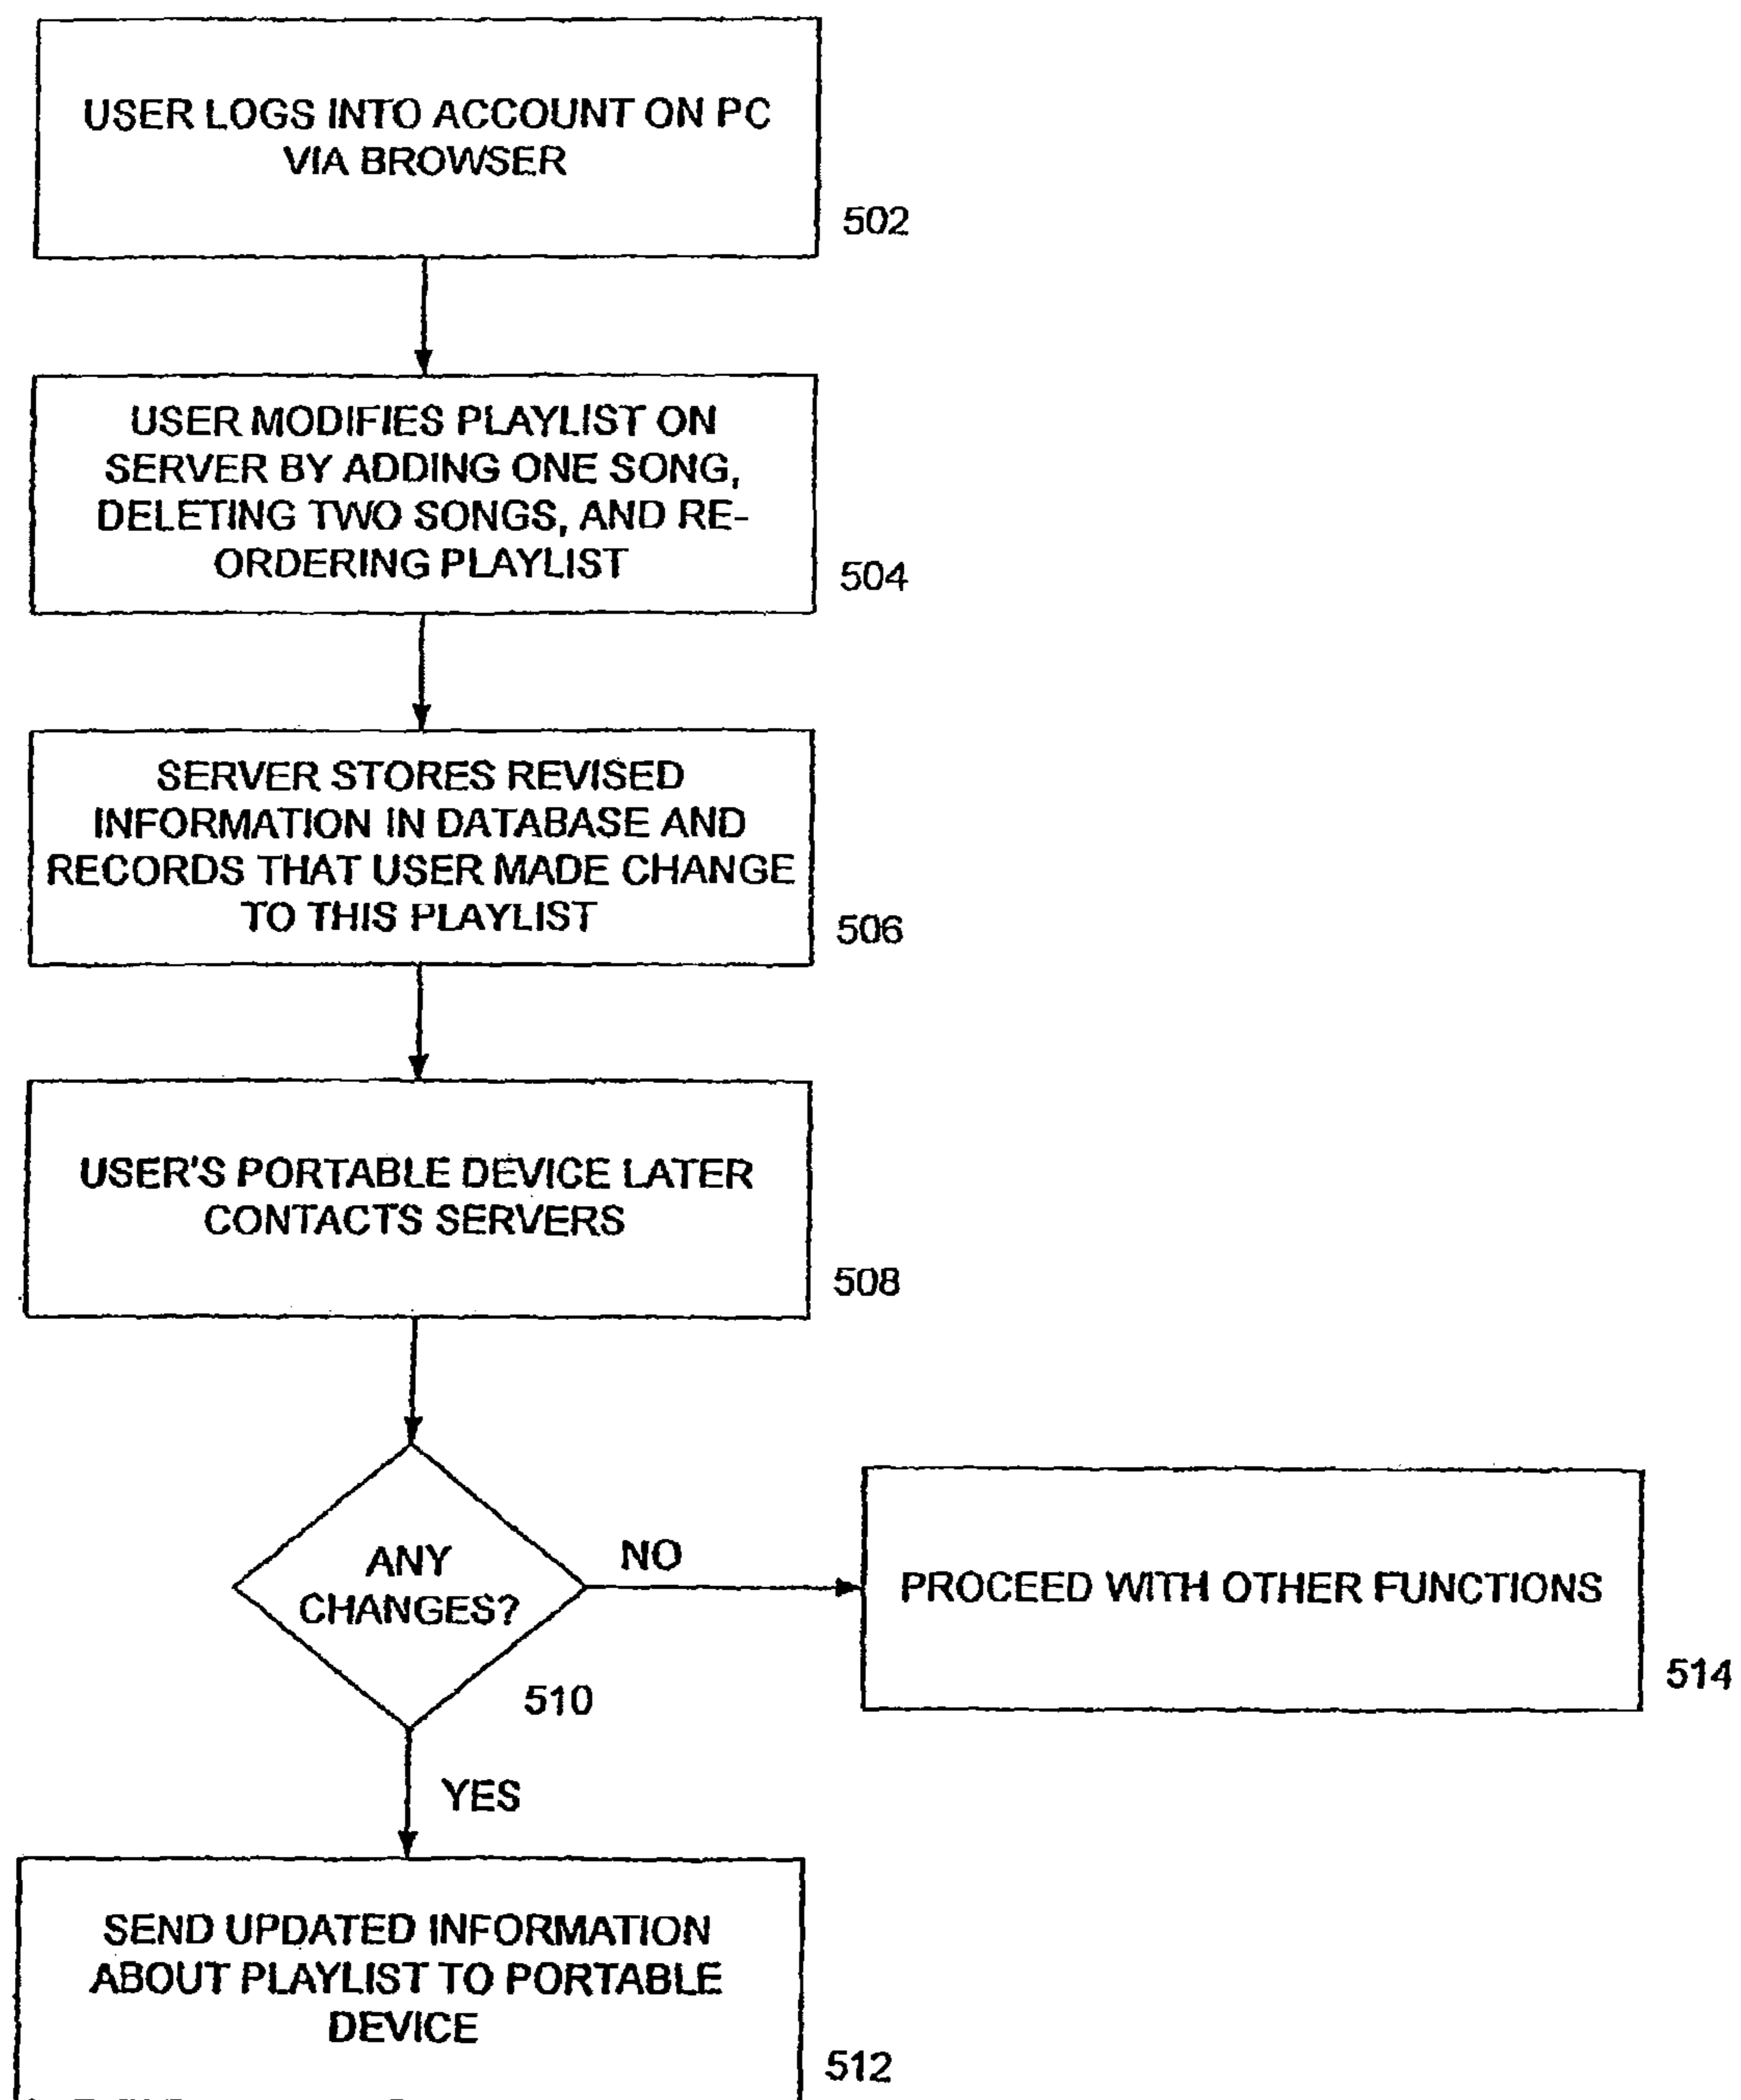 USER LOGS INTO ACCOUNT ON PC
VIA BROWSER
502
USER MODIFIES PLAYLIST ON
SERVER BY ADDING ONE SONG,
DELETING TWO SONGS, AND RE-
ORDERING PLAYLIST
504
SERVER STORES REVISED
INFORMATION IN DATABASE AND
RECORDS THAT USER MADE CHANGE
TO THIS PLAYLIST
506
USER'S PORTABLE DEVICE LATER
CONTACTS SERVERS
508
ANY
CHANGES?
510
NO
PROCEED WITH OTHER FUNCTIONS
514
YES
SEND UPDATED INFORMATION
ABOUT PLAYLIST TO PORTABLE
DEVICE
512